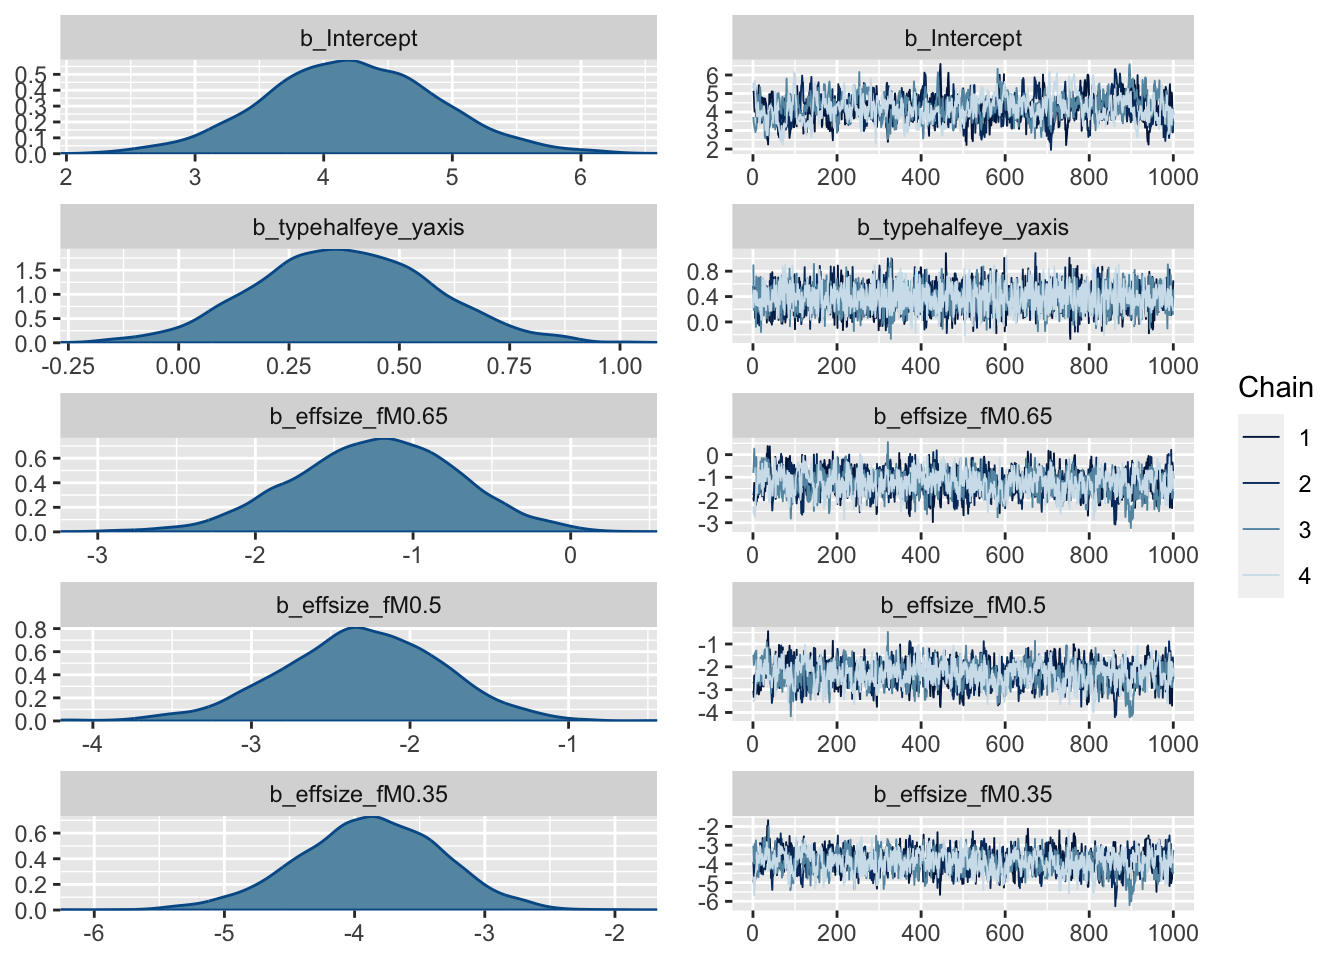 b_Intercept
0.5
0.4
0.3
0.2
0.1
0.0
2 3 4 5 6
b_Intercept
6
5
4
3
2
0 200 400 600 800 1000
b_typehalfeye_yaxis
1.5
1.0
0.5
0.0
-0.25 0.00 0.25 0.50 0.75 1.00
b_typehalfeye_yaxis
0.8
0.4
0.0
0 200 400 600 800 1000
b_effsize_fM0.65
0.6
0.4
0.2
0.0
-3 -2 -1 0
b_effsize_fM0.65
0
-1
-2
-3
0 200 400 600 800 1000
b_effsize_fM0.5
0.8
0.6
0.4
0.2
0.0
-4 -3 -2 -1
b_effsize_fM0.5
-1
-2
-3
-4
0 200 400 600 800 1000
b_effsize_fM0.35
0.6
0.4
0.2
0.0
-6 -5 -4 -3 -2
b_effsize_fM0.35
-2
-3
-4
-5
-6
0 200 400 600 800 1000
Chain
1
2
3
4